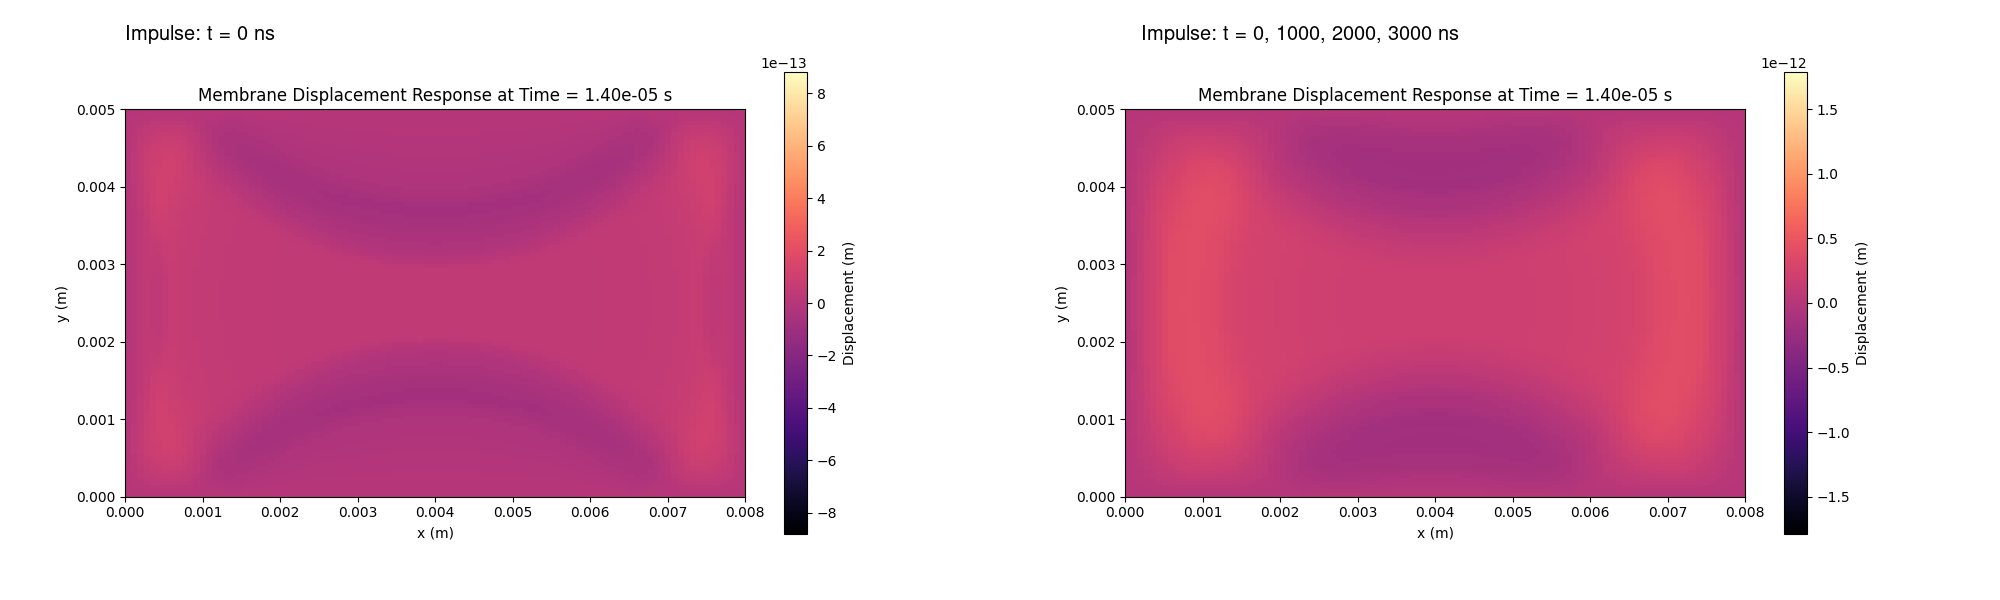 Impulse: t = 0 ns
1e−13
Membrane Displacement Response at Time = 1.40e-05 s
0.005
0.004
0.003
0.002
0.001
0.000
y (m)
0.000 0.001 0.002 0.003 0.004 0.005 0.006 0.007 0.008
x (m)
8
6
4
2
0
−2
−4
−6
−8
Displacement (m)
Impulse: t = 0, 1000, 2000, 3000 ns
1e−12
Membrane Displacement Response at Time = 1.40e-05 s
0.005
0.004
0.003
0.002
0.001
0.000
y (m)
0.000 0.001 0.002 0.003 0.004 0.005 0.006 0.007 0.008
x (m)
1.5
1.0
0.5
0.0
−0.5
−1.0
−1.5
Displacement (m)